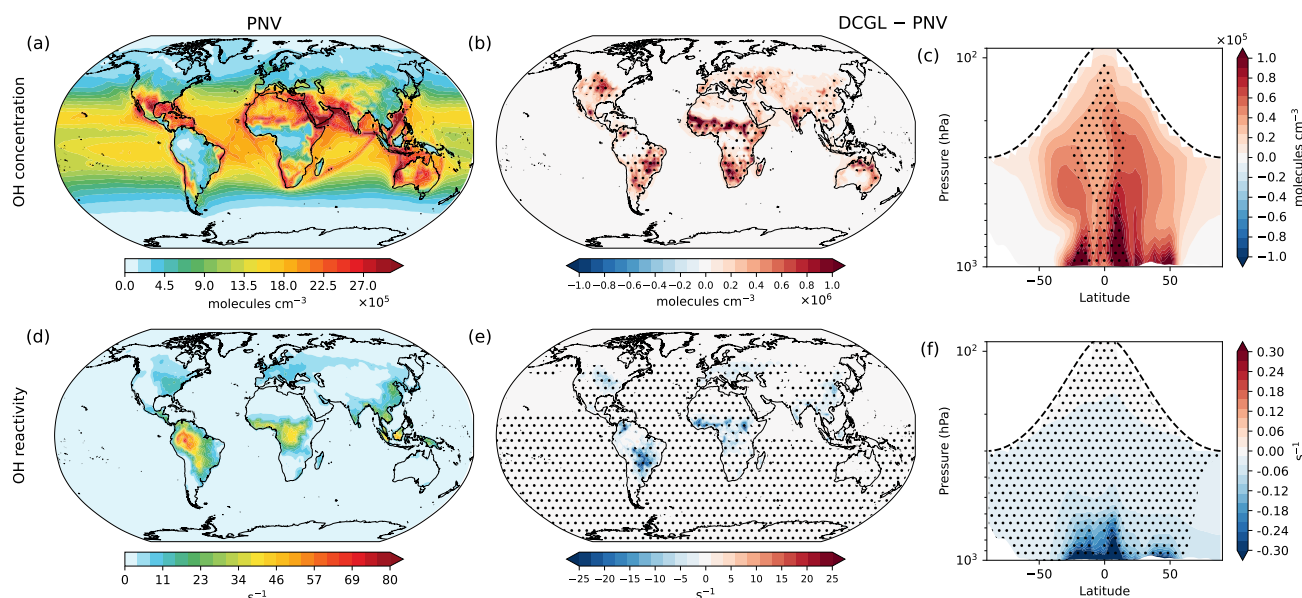 PNV
DCGL − PNV
(a)
(b)
(c)
OH concentration
0.0 4.5 9.0 13.5 18.0 22.5 27.0
molecules cm⁻³ ×10⁵
−1.0 −0.8 −0.6 −0.4 −0.2 0.0 0.2 0.4 0.6 0.8 1.0
molecules cm⁻³ ×10⁶
Pressure (hPa)
10²
10³
−50 0 50
Latitude
×10⁵
1.0
0.8
0.6
0.4
0.2
0.0
−0.2
−0.4
−0.6
−0.8
−1.0
molecules cm⁻³
(d)
(e)
(f)
OH reactivity
0 11 23 34 46 57 69 80
s⁻¹
−25 −20 −15 −10 −5 0 5 10 15 20 25
s⁻¹
Pressure (hPa)
10²
10³
−50 0 50
Latitude
0.30
0.24
0.18
0.12
0.06
0.00
−0.06
−0.12
−0.18
−0.24
−0.30
s⁻¹